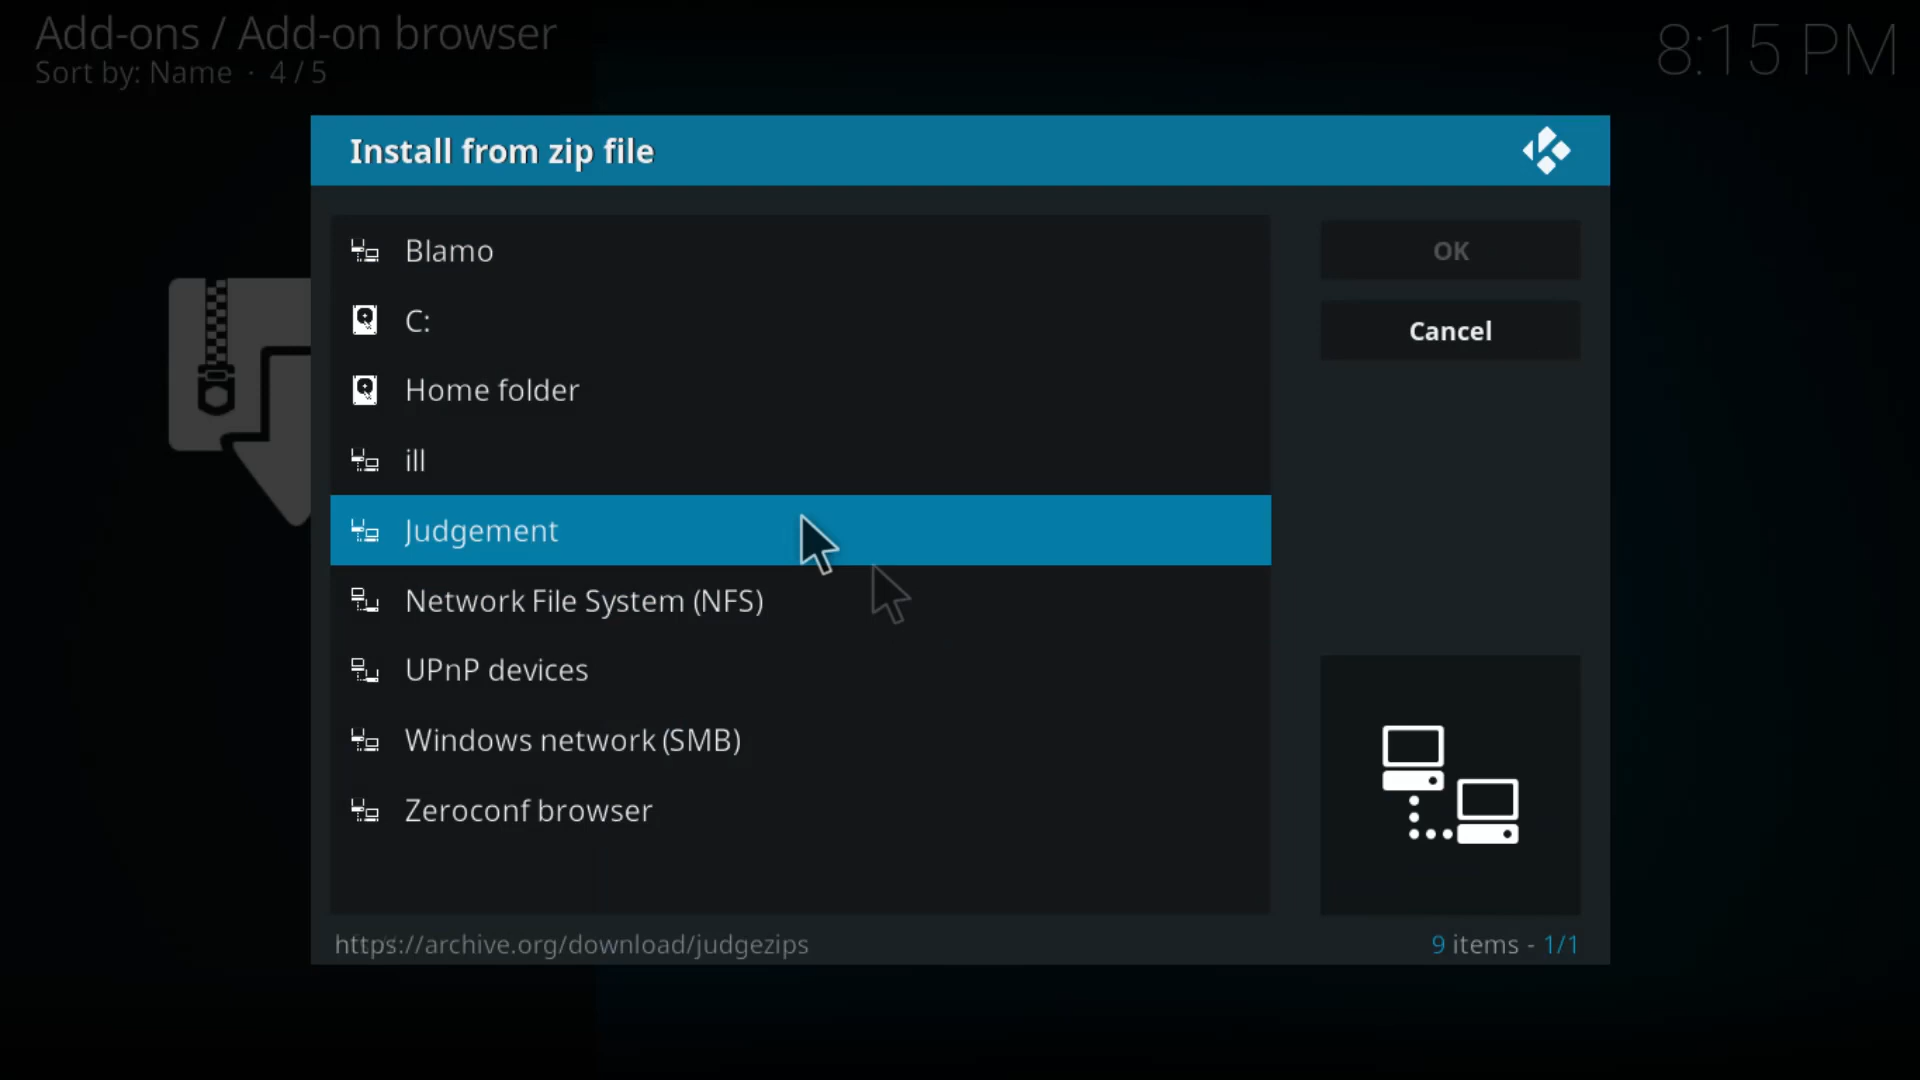 Add-ons / Add-on browser
Sort by: Name · 4 / 5
8:15 PM
Install from zip file
Blamo
C:
Home folder
ill
Judgement
Network File System (NFS)
UPnP devices
Windows network (SMB)
Zeroconf browser
OK
Cancel
https://archive.org/download/judgezips
9 items - 1/1